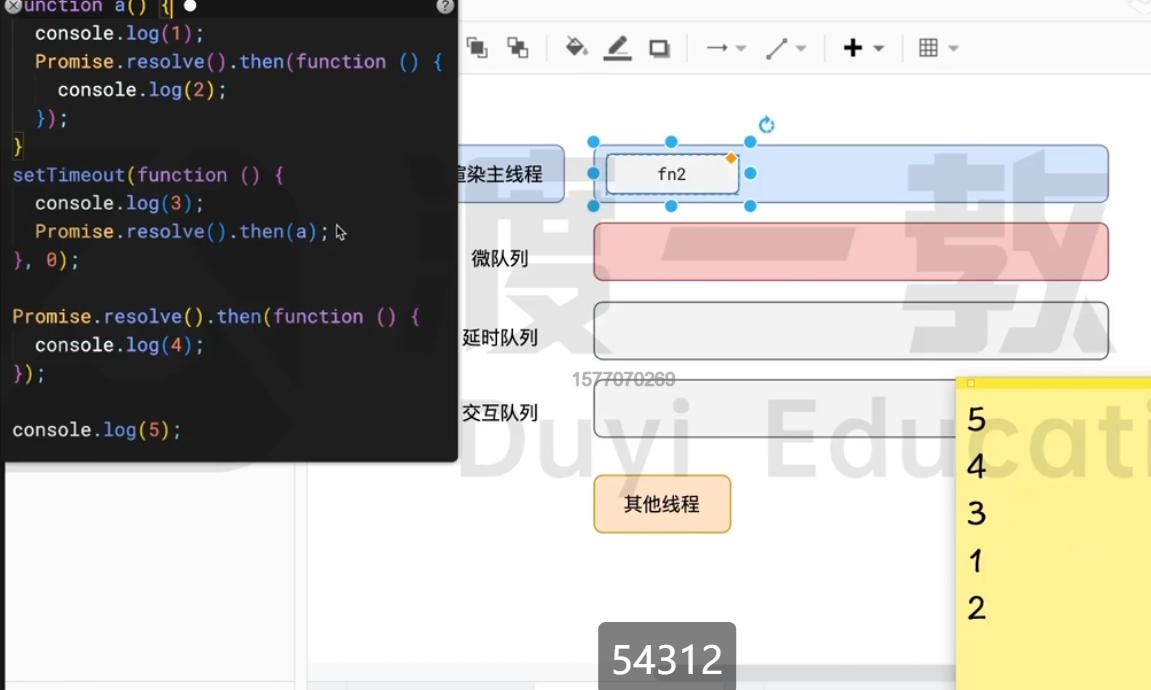 unction a() {
console.log(1);
Promise.resolve().then(function () {
console.log(2);
});
}
setTimeout(function () {
console.log(3);
Promise.resolve().then(a);
}, 0);
Promise.resolve().then(function () {
console.log(4);
});
console.log(5);
?
渲染主线程
fn2
微队列
延时队列
交互队列
其他线程
渡一教
Duyi Educati
1577070269
5
4
3
1
2
54312